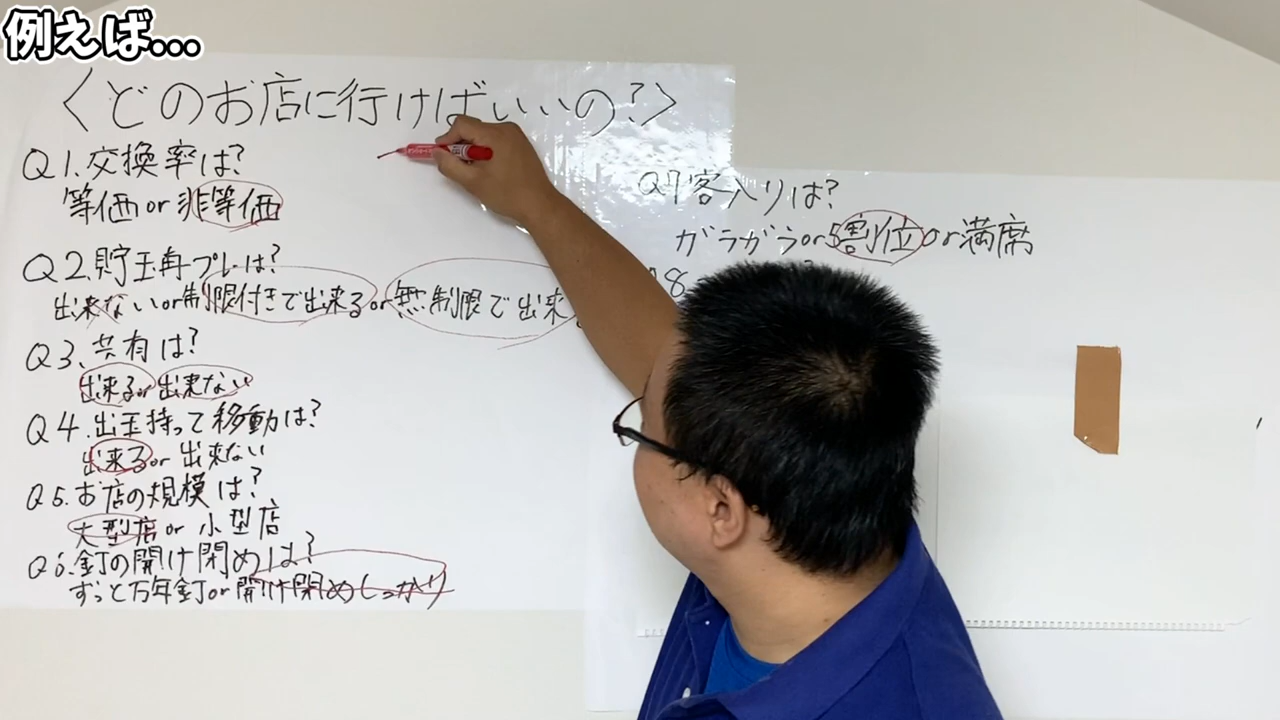 例えば...
<どのお店に行けばいいの?>
Q1.交換率は?
等価or非等価
Q2.貯玉再プレは?
出来ないor制限付きで出来るor無制限で出来
Q3.共有は?
出来るor出来ない
Q4.出玉持って移動は?
出来るor出来ない
Q5.お店の規模は?
大型店or小型店
Q6.釘の開け閉めは?
ずっと万年釘or開け閉めしっかり
Q7客入りは?
ガラガラor5割位or満席
8